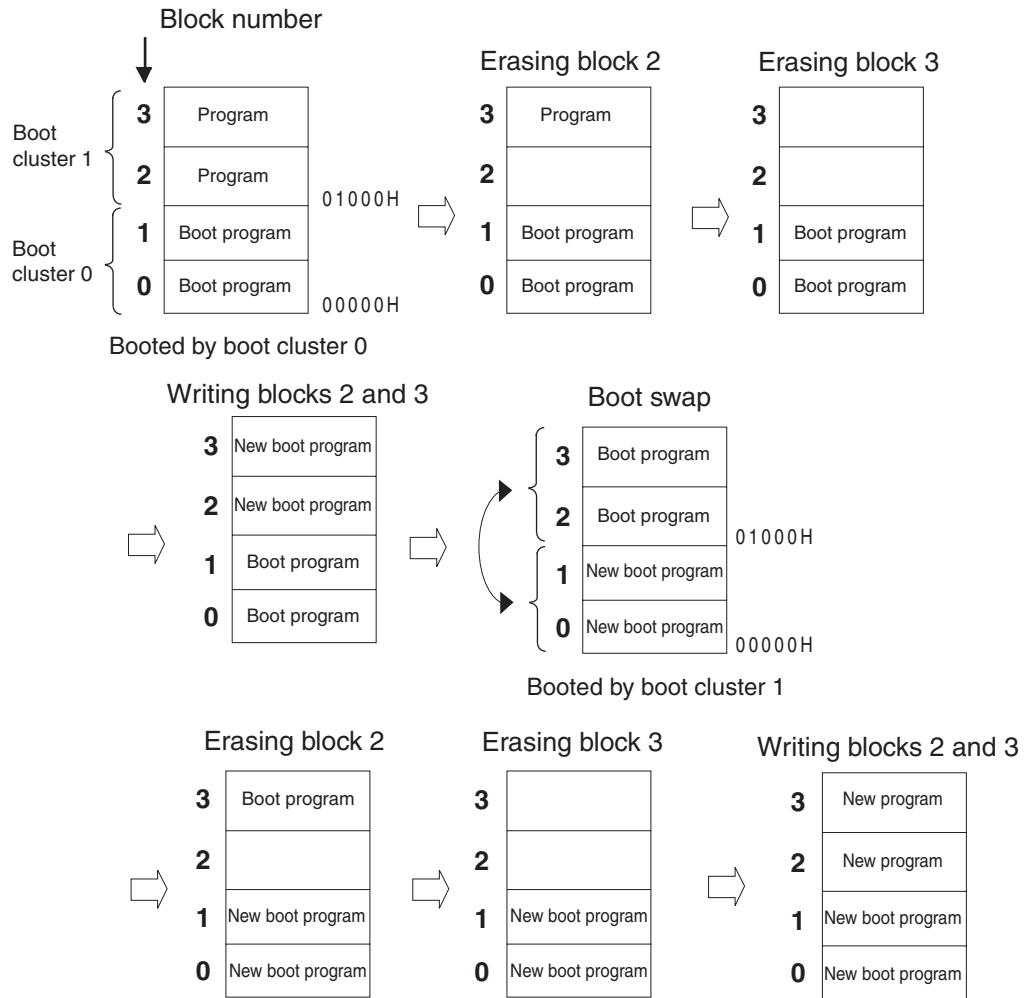 Block number
Erasing block 2
Erasing block 3
3 Program
2 Program
1 Boot program
0 Boot program
Boot
cluster 1
Boot
cluster 0
01000H
00000H
Booted by boot cluster 0
3 Program
2
1 Boot program
0 Boot program
3
2
1 Boot program
0 Boot program
Writing blocks 2 and 3
3 New boot program
2 New boot program
1 Boot program
0 Boot program
Boot swap
3 Boot program
2 Boot program
01000H
1 New boot program
0 New boot program
00000H
Booted by boot cluster 1
Erasing block 2
3 Boot program
2
1 New boot program
0 New boot program
Erasing block 3
3
2
1 New boot program
0 New boot program
Writing blocks 2 and 3
3 New program
2 New program
1 New boot program
0 New boot program